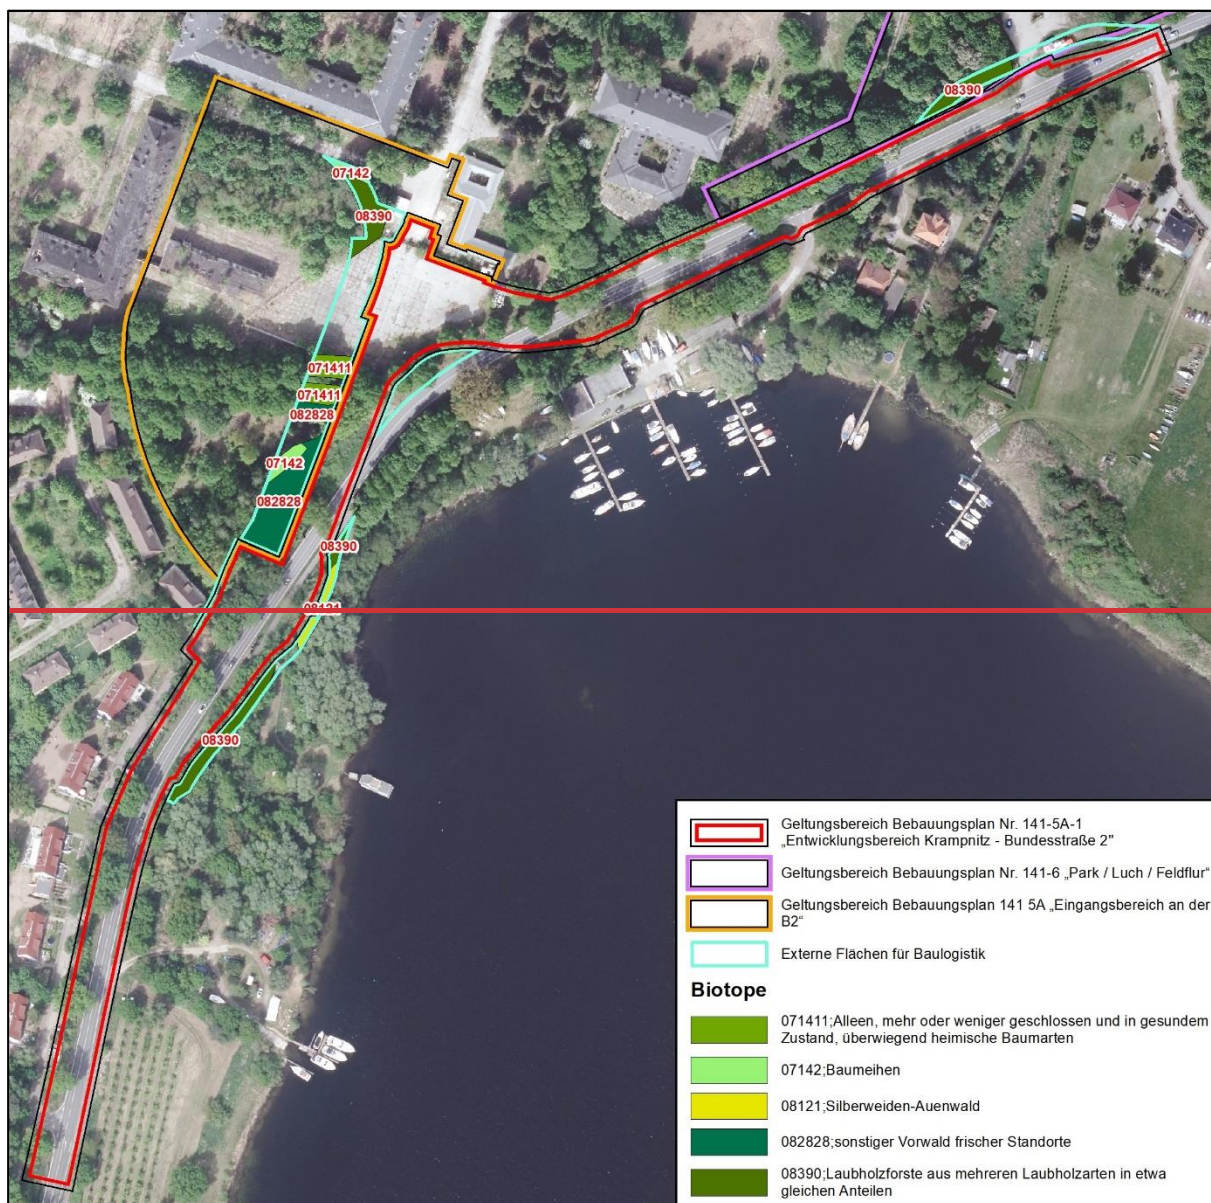 08390
07142
08390
071411
071411
082828
07142
082828
08390
08121
08390
Geltungsbereich Bebauungsplan Nr. 141-5A-1
„Entwicklungsbereich Krampnitz - Bundesstraße 2"
Geltungsbereich Bebauungsplan Nr. 141-6 „Park / Luch / Feldflur“
Geltungsbereich Bebauungsplan 141 5A „Eingangsbereich an der
B2“
Externe Flächen für Baulogistik
Biotope
071411;Alleen, mehr oder weniger geschlossen und in gesundem
Zustand, überwiegend heimische Baumarten
07142;Baumeihen
08121;Silberweiden-Auenwald
082828;sonstiger Vorwald frischer Standorte
08390;Laubholzforste aus mehreren Laubholzarten in etwa
gleichen Anteilen